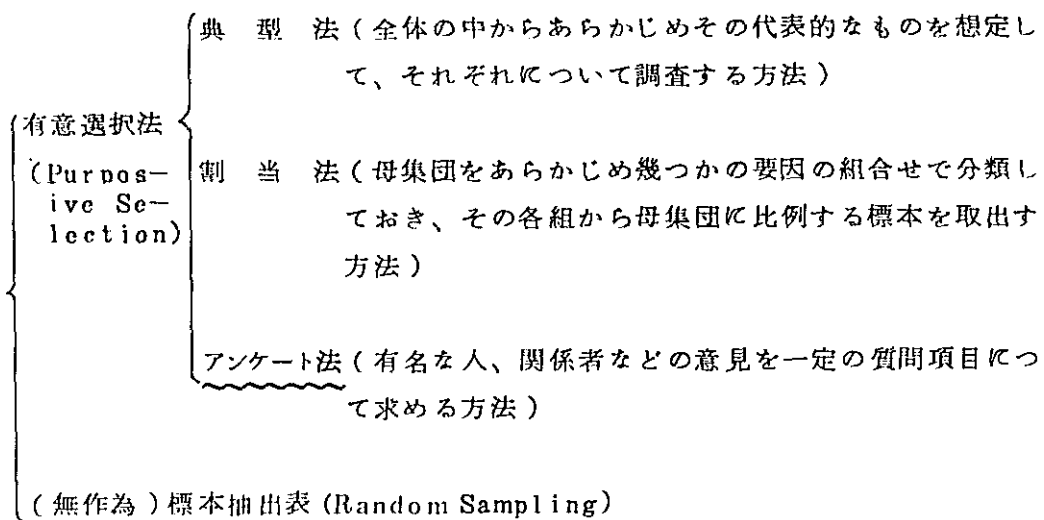 典型法(全体の中からあらかじめその代表的なものを想定し
て、それぞれについて調査する方法)
有意選択法
(Purpos-
ive Se-
lection)
割当法(母集団をあらかじめ幾つかの要因の組合せで分類し
ておき、その各組から母集団に比例する標本を取出す
方法)
アンケート法(有名な人、関係者などの意見を一定の質問項目につ
て求める方法)
(無作為)標本抽出表(Random Sampling)